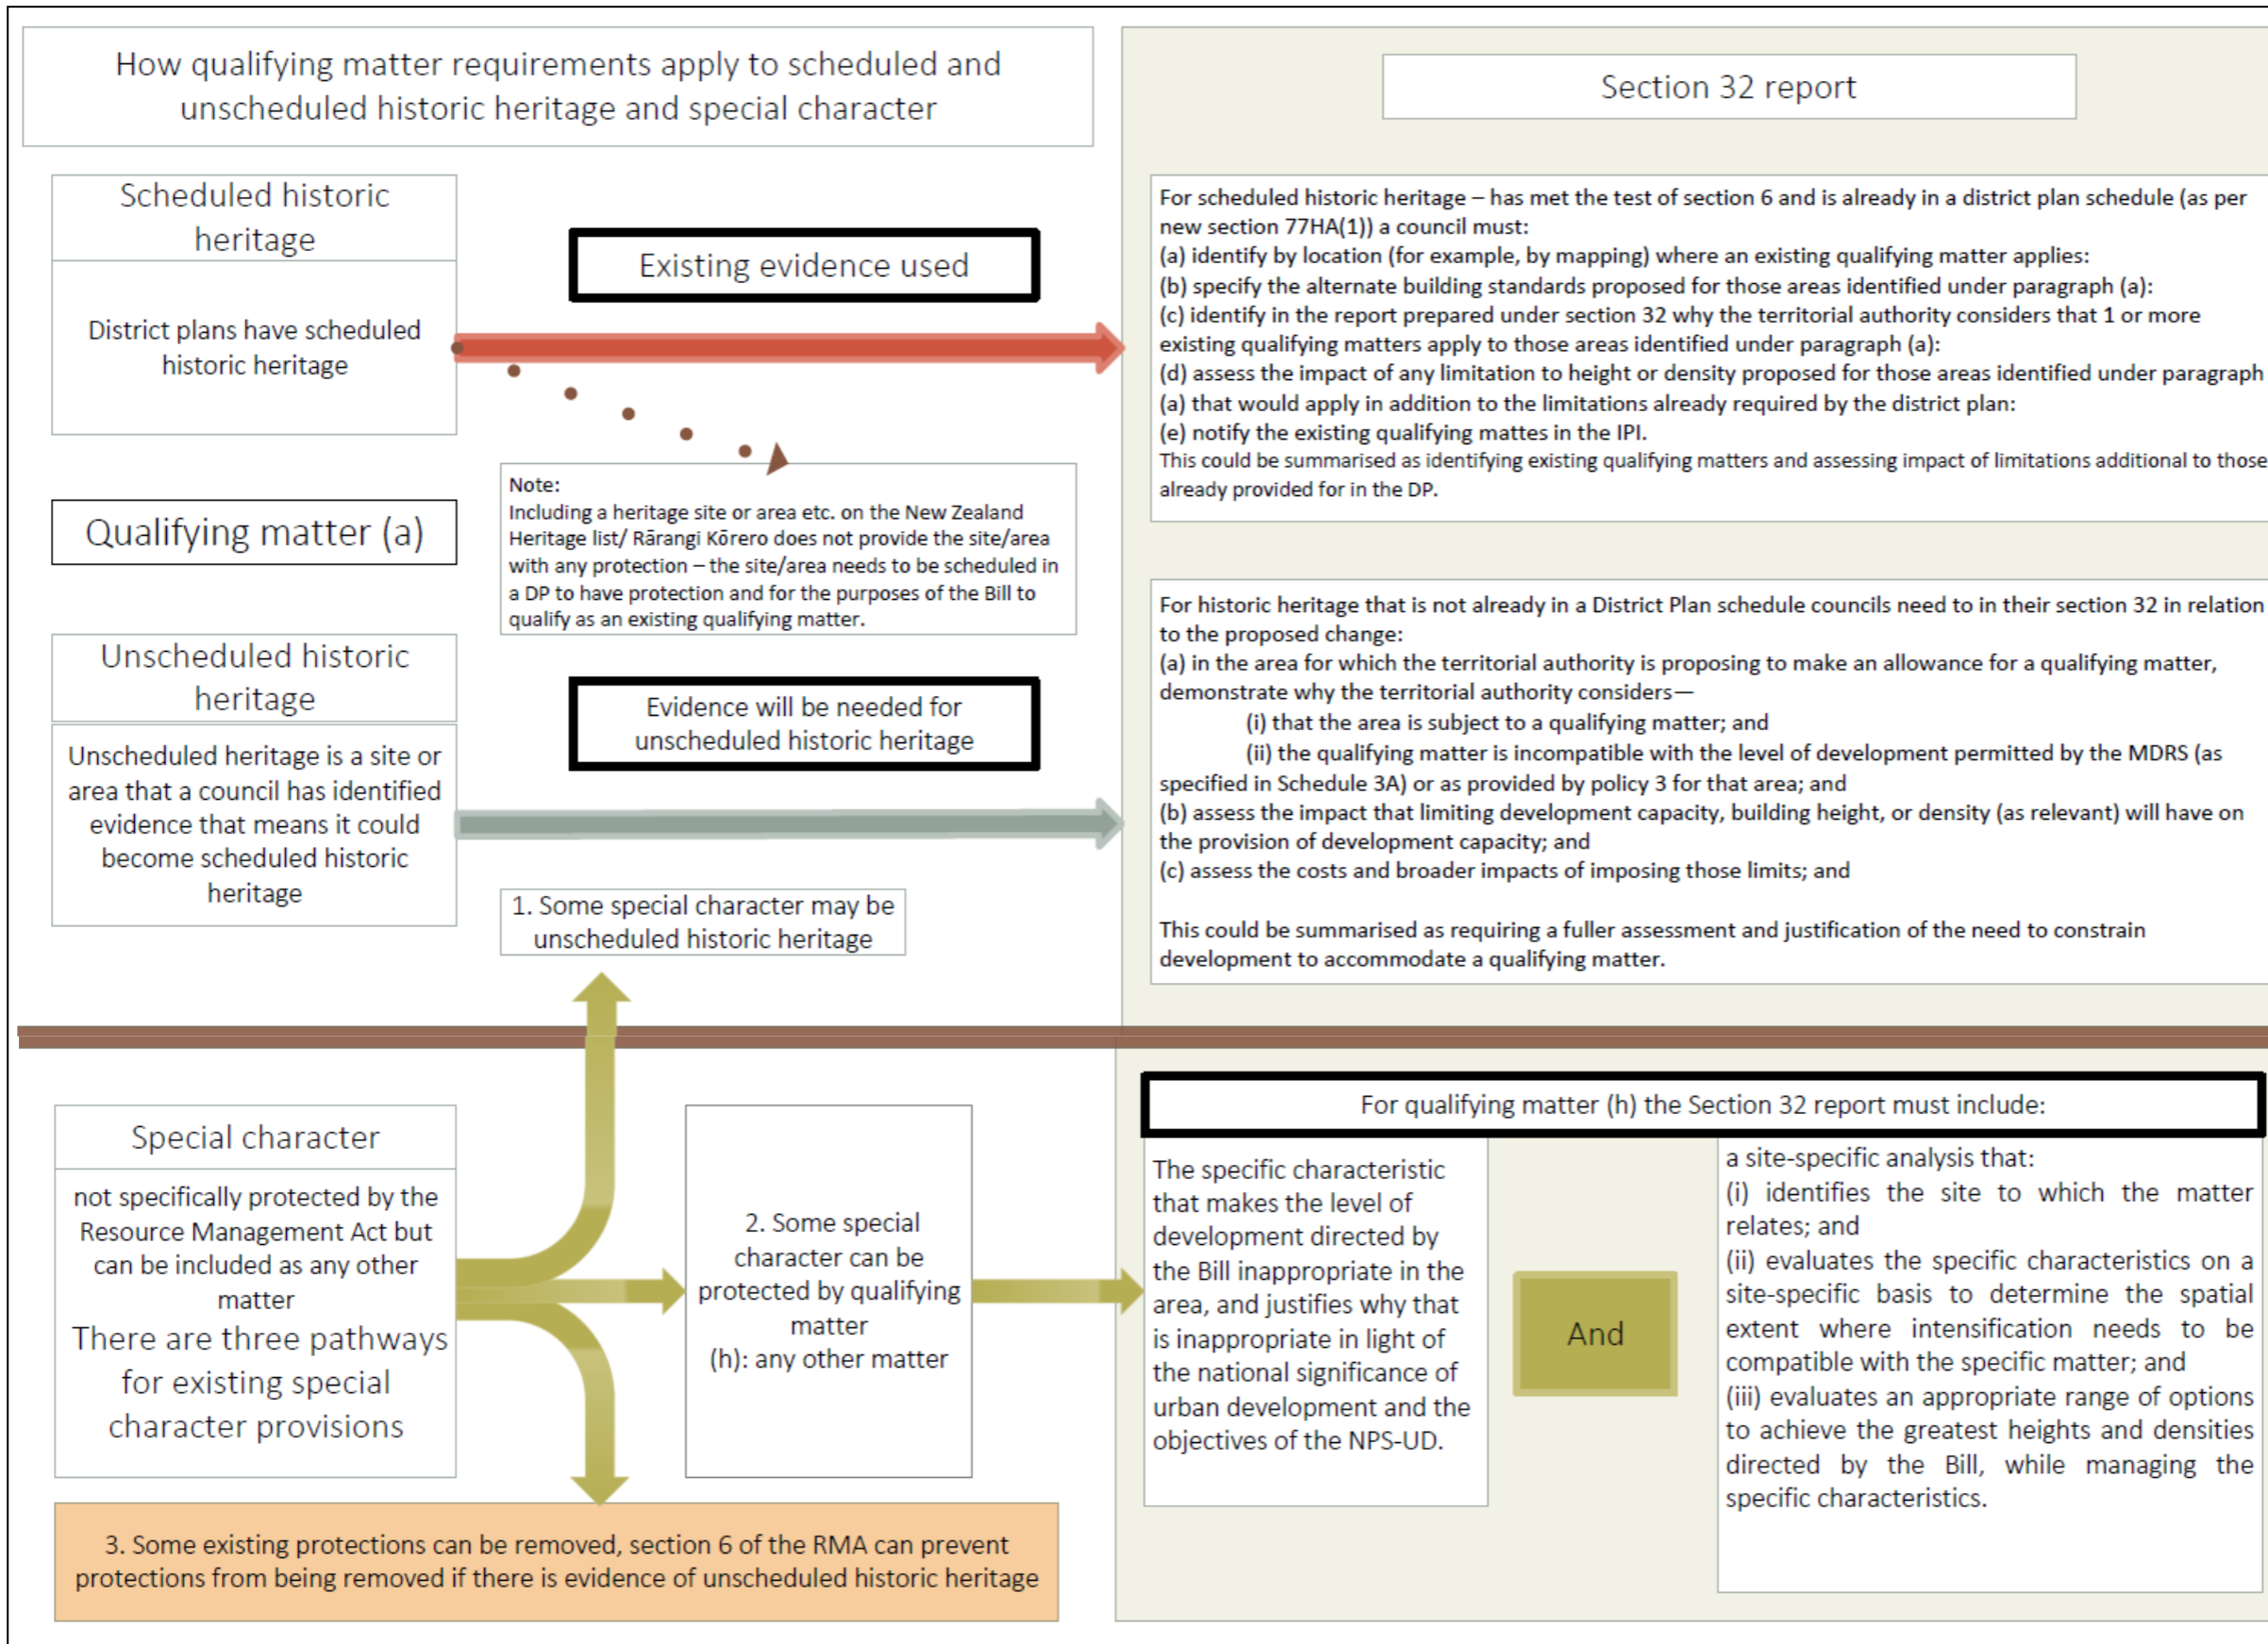 How qualifying matter requirements apply to scheduled and
unscheduled historic heritage and special character
Section 32 report
Scheduled historic
heritage
District plans have scheduled
historic heritage
Existing evidence used
For scheduled historic heritage – has met the test of section 6 and is already in a district plan schedule (as per
new section 77HA(1)) a council must:
(a) identify by location (for example, by mapping) where an existing qualifying matter applies:
(b) specify the alternate building standards proposed for those areas identified under paragraph (a):
(c) identify in the report prepared under section 32 why the territorial authority considers that 1 or more
existing qualifying matters apply to those areas identified under paragraph (a):
(d) assess the impact of any limitation to height or density proposed for those areas identified under paragraph
(a) that would apply in addition to the limitations already required by the district plan:
(e) notify the existing qualifying mattes in the IPI.
This could be summarised as identifying existing qualifying matters and assessing impact of limitations additional to those
already provided for in the DP.
Note:
Including a heritage site or area etc. on the New Zealand
Heritage list/ Rārangi Kōrero does not provide the site/area
with any protection – the site/area needs to be scheduled in
a DP to have protection and for the purposes of the Bill to
qualify as an existing qualifying matter.
Qualifying matter (a)
Unscheduled historic
heritage
Unscheduled heritage is a site or
area that a council has identified
evidence that means it could
become scheduled historic
heritage
Evidence will be needed for
unscheduled historic heritage
For historic heritage that is not already in a District Plan schedule councils need to in their section 32 in relation
to the proposed change:
(a) in the area for which the territorial authority is proposing to make an allowance for a qualifying matter,
demonstrate why the territorial authority considers—
(i) that the area is subject to a qualifying matter; and
(ii) the qualifying matter is incompatible with the level of development permitted by the MDRS (as
specified in Schedule 3A) or as provided by policy 3 for that area; and
(b) assess the impact that limiting development capacity, building height, or density (as relevant) will have on
the provision of development capacity; and
(c) assess the costs and broader impacts of imposing those limits; and
This could be summarised as requiring a fuller assessment and justification of the need to constrain
development to accommodate a qualifying matter.
1. Some special character may be
unscheduled historic heritage
Special character
not specifically protected by the
Resource Management Act but
can be included as any other
matter
There are three pathways
for existing special
character provisions
2. Some special
character can be
protected by qualifying
matter
(h): any other matter
For qualifying matter (h) the Section 32 report must include:
The specific characteristic
that makes the level of
development directed by
the Bill inappropriate in the
area, and justifies why that
is inappropriate in light of
the national significance of
urban development and the
objectives of the NPS-UD.
And
a site-specific analysis that:
(i) identifies the site to which the matter
relates; and
(ii) evaluates the specific characteristics on a
site-specific basis to determine the spatial
extent where intensification needs to be
compatible with the specific matter; and
(iii) evaluates an appropriate range of options
to achieve the greatest heights and densities
directed by the Bill, while managing the
specific characteristics.
3. Some existing protections can be removed, section 6 of the RMA can prevent
protections from being removed if there is evidence of unscheduled historic heritage